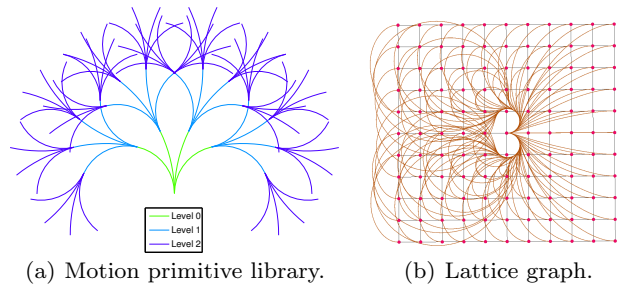 Level 0
Level 1
Level 2
(a) Motion primitive library.
(b) Lattice graph.